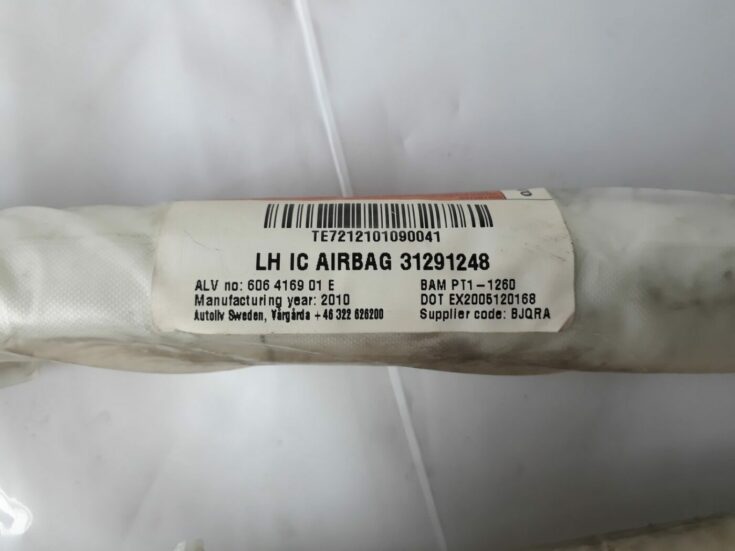 TE7212101090041
LH IC AIRBAG 31291248
ALV no: 606 4169 01 E
BAM PT1-1260
Manufacturing year: 2010
DOT EX2005120168
Autoliv Sweden, Vårgårda +46 322 626200
Supplier code: BJQRA